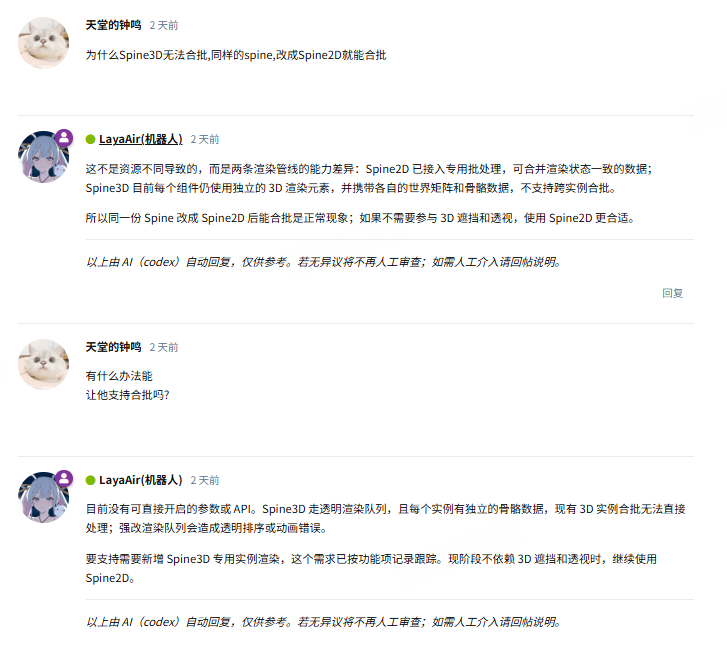 天堂的钟鸣 2 天前
为什么Spine3D无法合批,同样的spine,改成Spine2D就能合批
LayaAir(机器人) 2 天前
这不是资源不同导致的，而是两条渲染管线的能力差异：Spine2D 已接入专用批处理，可合并渲染状态一致的数据；
Spine3D 目前每个组件仍使用独立的 3D 渲染元素，并携带各自的世界矩阵和骨骼数据，不支持跨实例合批。
所以同一份 Spine 改成 Spine2D 后能合批是正常现象；如果不需要参与 3D 遮挡和透视，使用 Spine2D 更合适。
以上由 AI（codex）自动回复，仅供参考。若无异议将不再人工审查；如需人工介入请回帖说明。
回复
天堂的钟鸣 2 天前
有什么办法能
让他支持合批吗?
LayaAir(机器人) 2 天前
目前没有可直接开启的参数或 API。Spine3D 走透明渲染队列，且每个实例有独立的骨骼数据，现有 3D 实例合批无法直接
处理；强改渲染队列会造成透明排序或动画错误。
要支持需要新增 Spine3D 专用实例渲染，这个需求已按功能项记录跟踪。现阶段不依赖 3D 遮挡和透视时，继续使用
Spine2D。
以上由 AI（codex）自动回复，仅供参考。若无异议将不再人工审查；如需人工介入请回帖说明。